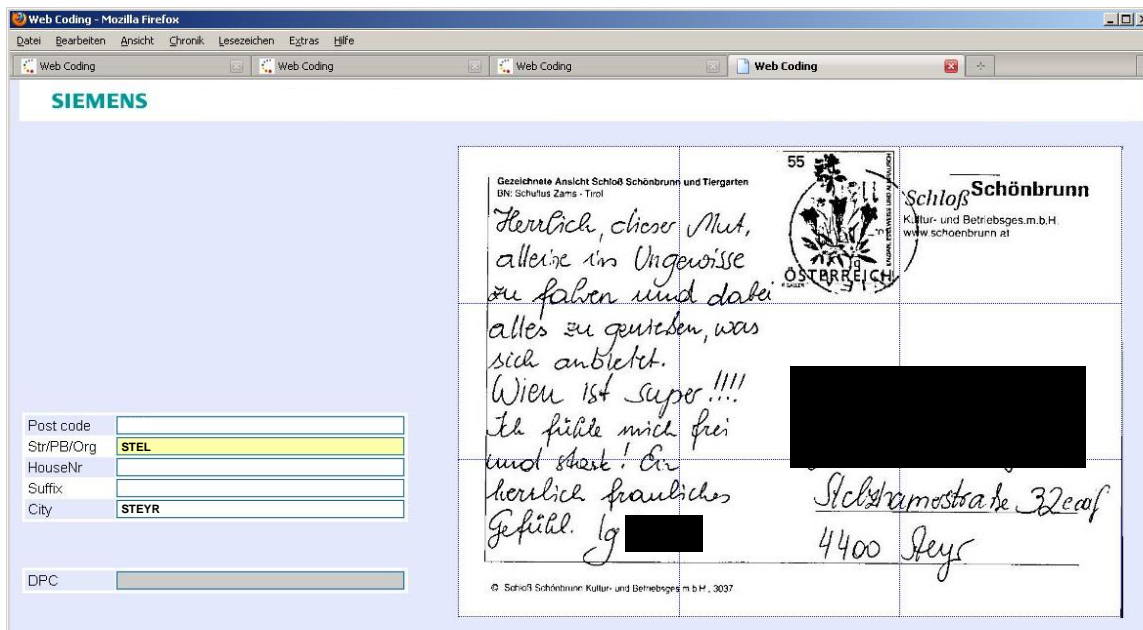 Web Coding - Mozilla Firefox
Datei Bearbeiten Ansicht Chronik Lesezeichen Extras Hilfe
Web Coding Web Coding Web Coding Web Coding
SIEMENS
Post code
Str/PB/Org STEL
HouseNr
Suffix
City STEYR
DPC
Gezeichnete Ansicht Schloß Schönbrunn und Tiergarten
BN: Schultus Zams - Tirol
Herrlich, dieser Mut,
alleine ins Ungewisse
zu fahren und dabei
alles zu genießen, was
sich anbietet.
Wien ist super!!!!
Ich fühle mich frei
und stark! Ein
herrlich frauliches
Gefühl. lg
© Schloß Schönbrunn Kultur- und Betriebsges.m.b.H., 3037
55
ÖSTERREICH
Schloß Schönbrunn
Kultur- und Betriebsges.m.b.H.
www.schoenbrunn.at
32
4400 Steyr